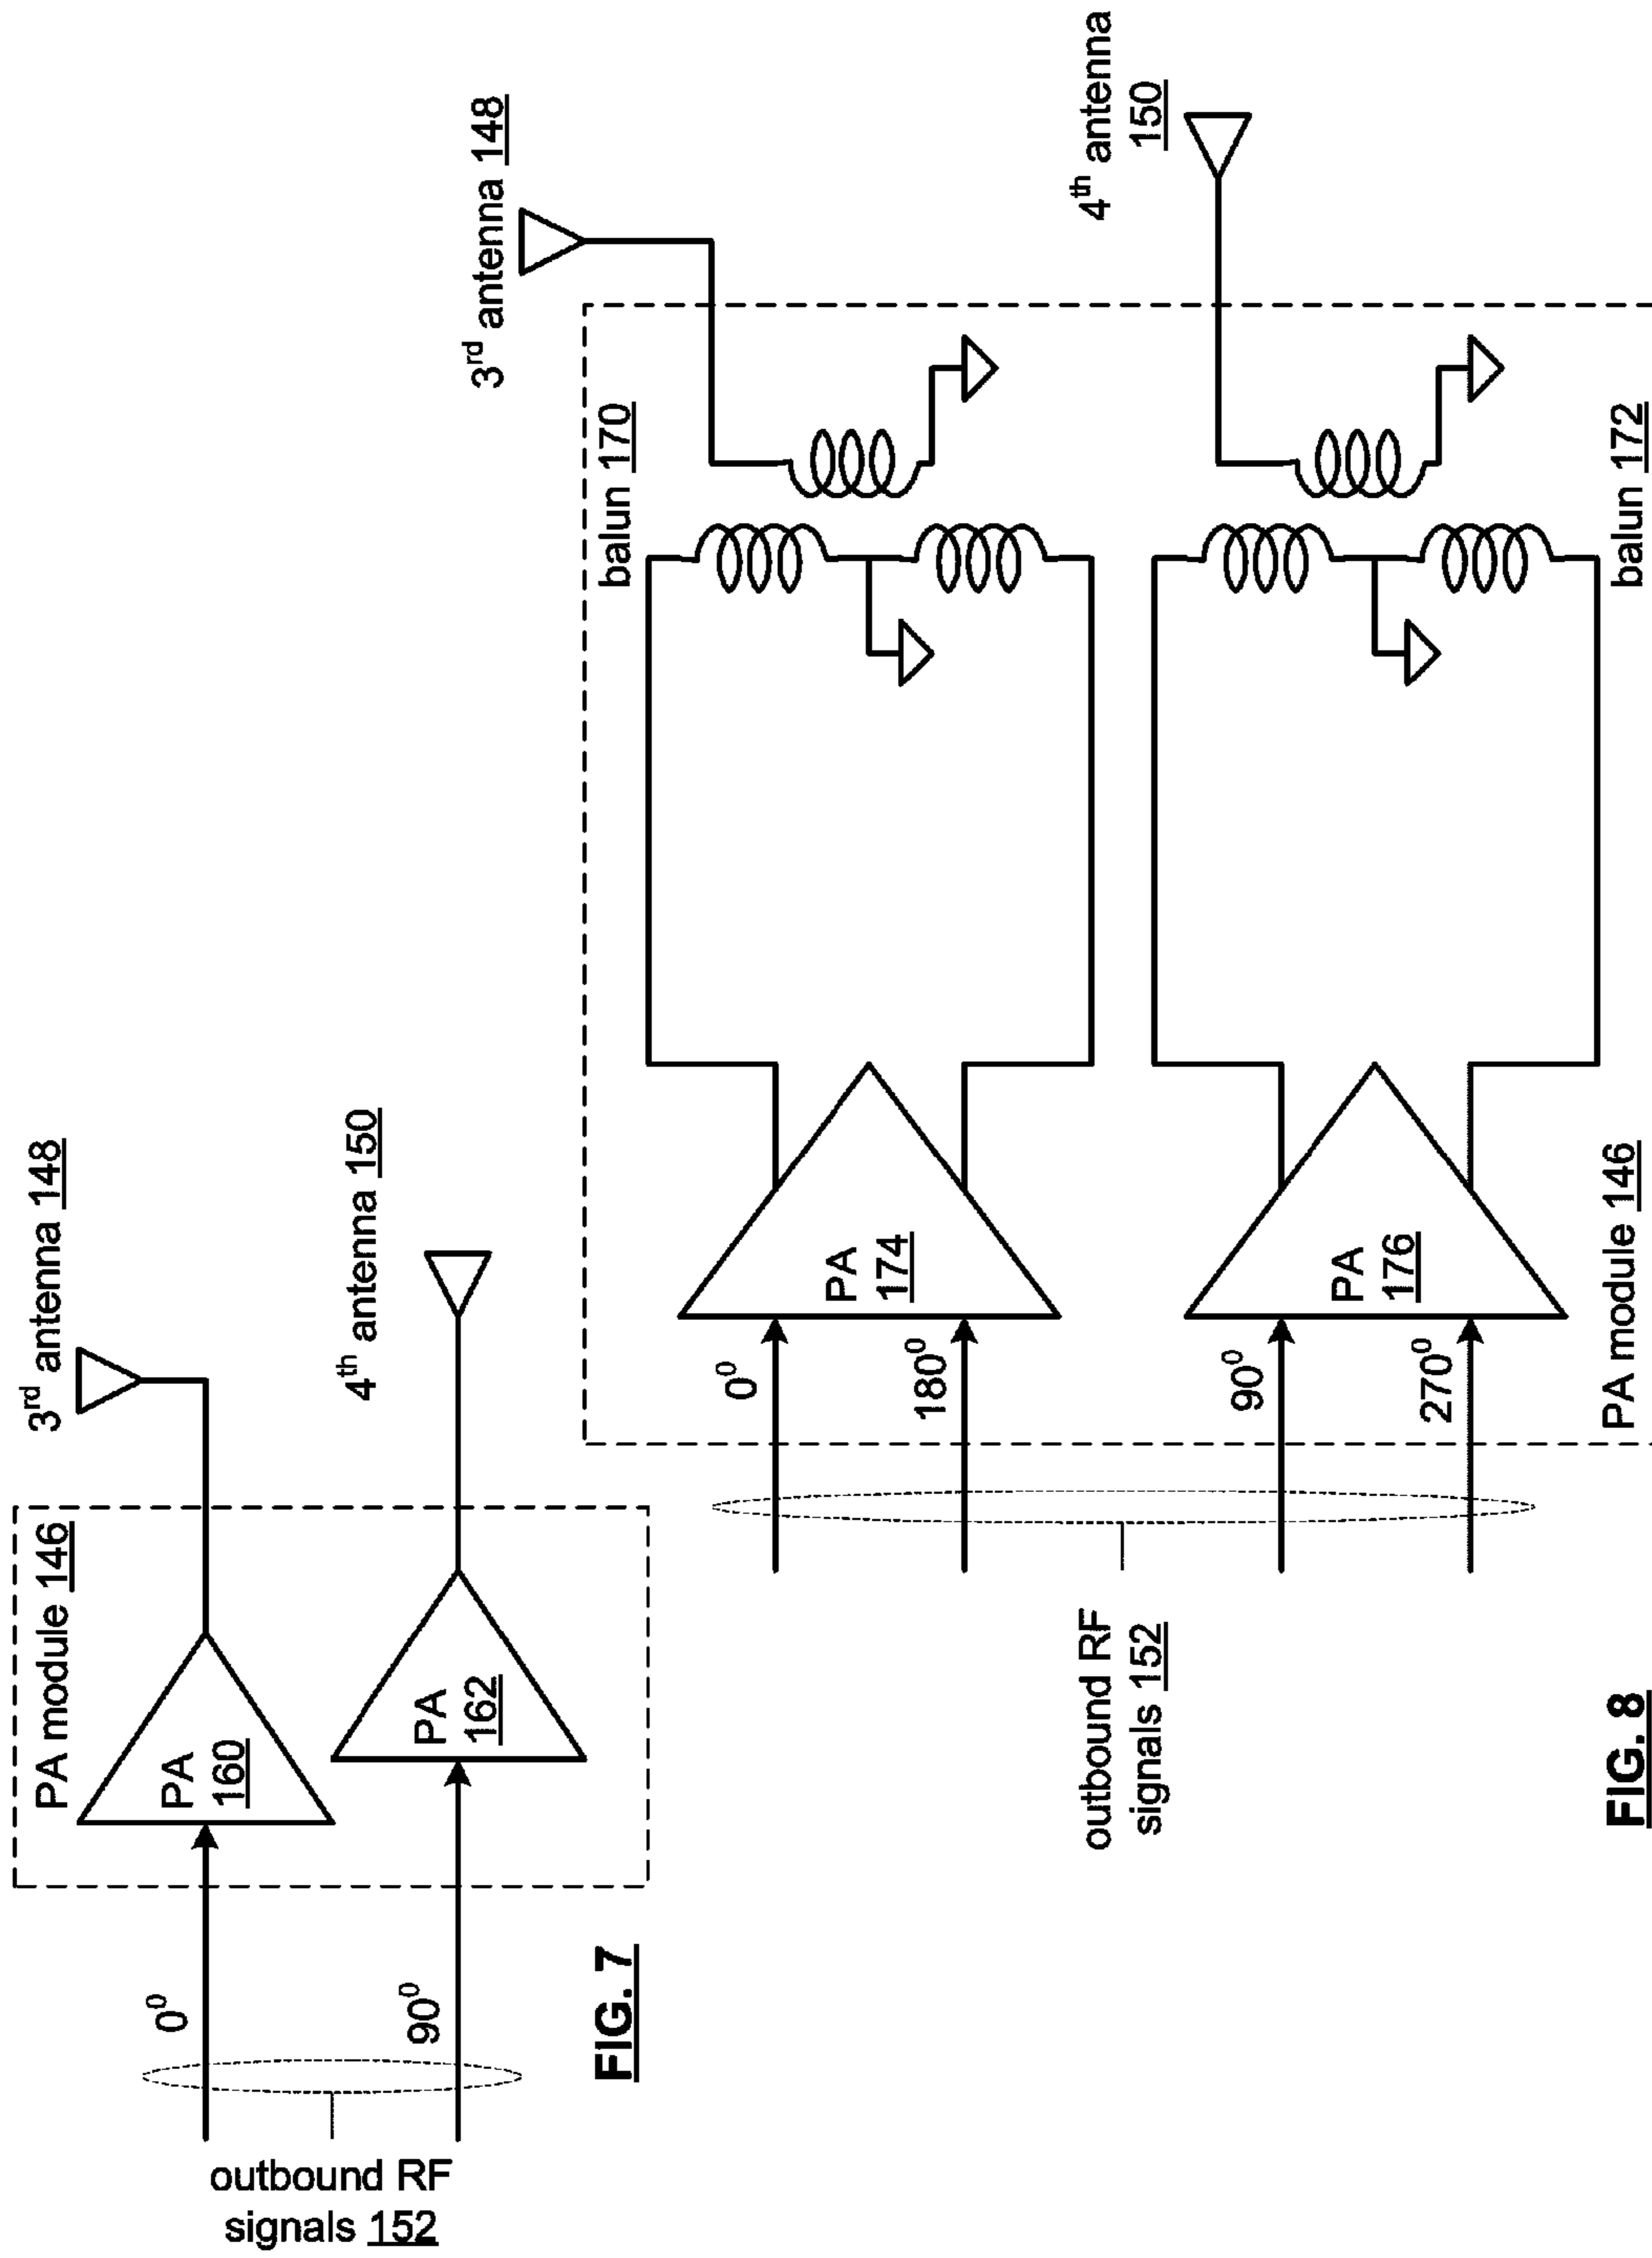 PA module 146
3rd antenna 148
PA
160
0⁰
4th antenna 150
PA
162
90⁰
outbound RF
signals 152
FIG. 7
3rd antenna 148
balun 170
0⁰
PA
174
180⁰
4th antenna
150
90⁰
PA
176
270⁰
outbound RF
signals 152
PA module 146
balun 172
FIG. 8